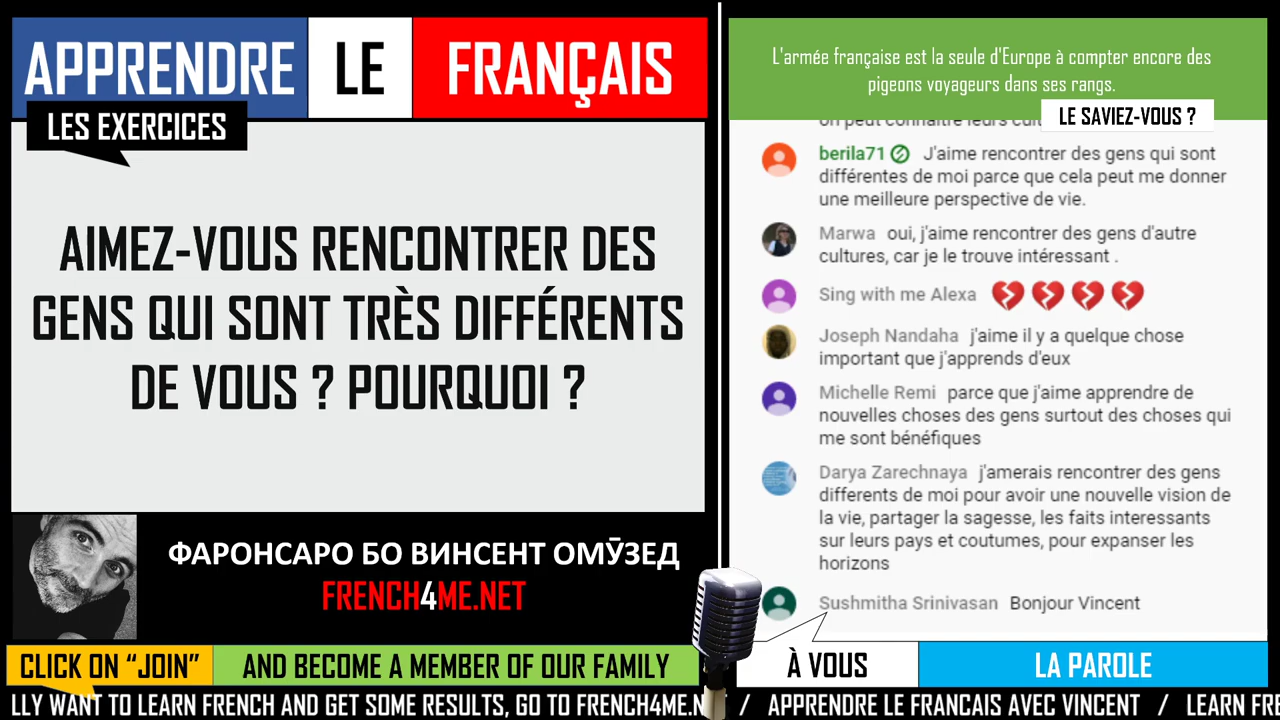 APPRENDRE LE FRANÇAIS
LES EXERCICES
AIMEZ-VOUS RENCONTRER DES
GENS QUI SONT TRÈS DIFFÉRENTS
DE VOUS ? POURQUOI ?
ФАРОНСАРО БО ВИНСЕНТ ОМӮЗЕД
FRENCH4ME.NET
CLICK ON “JOIN” AND BECOME A MEMBER OF OUR FAMILY
L'armée française est la seule d'Europe à compter encore des
pigeons voyageurs dans ses rangs.
LE SAVIEZ-VOUS ?
on peut connaître leurs
berila71 J'aime rencontrer des gens qui sont
différentes de moi parce que cela peut me donner
une meilleure perspective de vie.
Marwa oui, j'aime rencontrer des gens d'autre
cultures, car je le trouve intéressant .
Sing with me Alexa 💔 💔 💔 💔
Joseph Nandaha j'aime il y a quelque chose
important que j'apprends d'eux
Michelle Remi parce que j'aime apprendre de
nouvelles choses des gens surtout des choses qui
me sont bénéfiques
Darya Zarechnaya j'amerais rencontrer des gens
differents de moi pour avoir une nouvelle vision de
la vie, partager la sagesse, les faits interessants
sur leurs pays et coutumes, pour expanser les
horizons
Sushmitha Srinivasan Bonjour Vincent
À VOUS LA PAROLE
LLY WANT TO LEARN FRENCH AND GET SOME RESULTS, GO TO FRENCH4ME.N / APPRENDRE LE FRANCAIS AVEC VINCENT / LEARN FRE